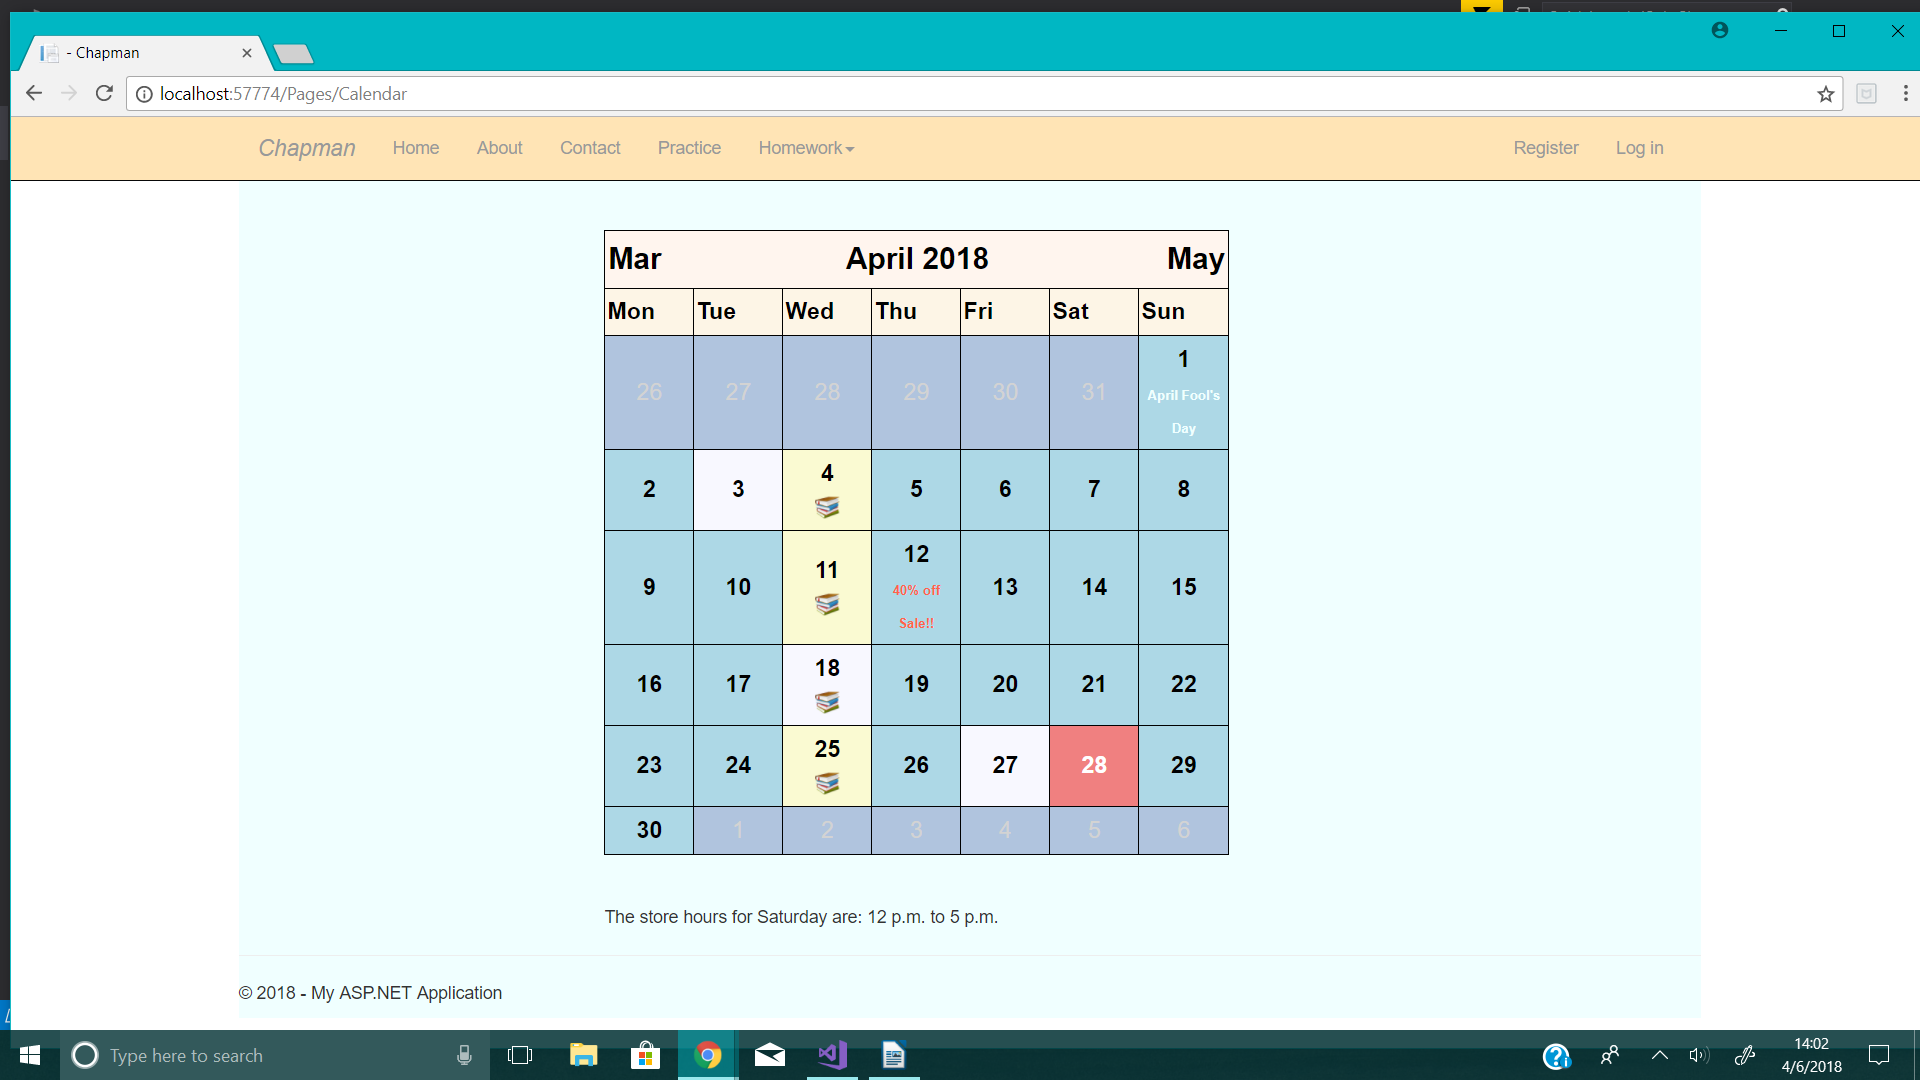 - Chapman
localhost:57774/Pages/Calendar
Chapman Home About Contact Practice Homework Register Log in
Mar April 2018 May
Mon Tue Wed Thu Fri Sat Sun
26 27 28 29 30 31 1
April Fool's
Day
2 3 4 5 6 7 8
9 10 11 12 13 14 15
40% off
Sale!!
16 17 18 19 20 21 22
23 24 25 26 27 28 29
30 1 2 3 4 5 6
The store hours for Saturday are: 12 p.m. to 5 p.m.
© 2018 - My ASP.NET Application
Type here to search
14:02
4/6/2018